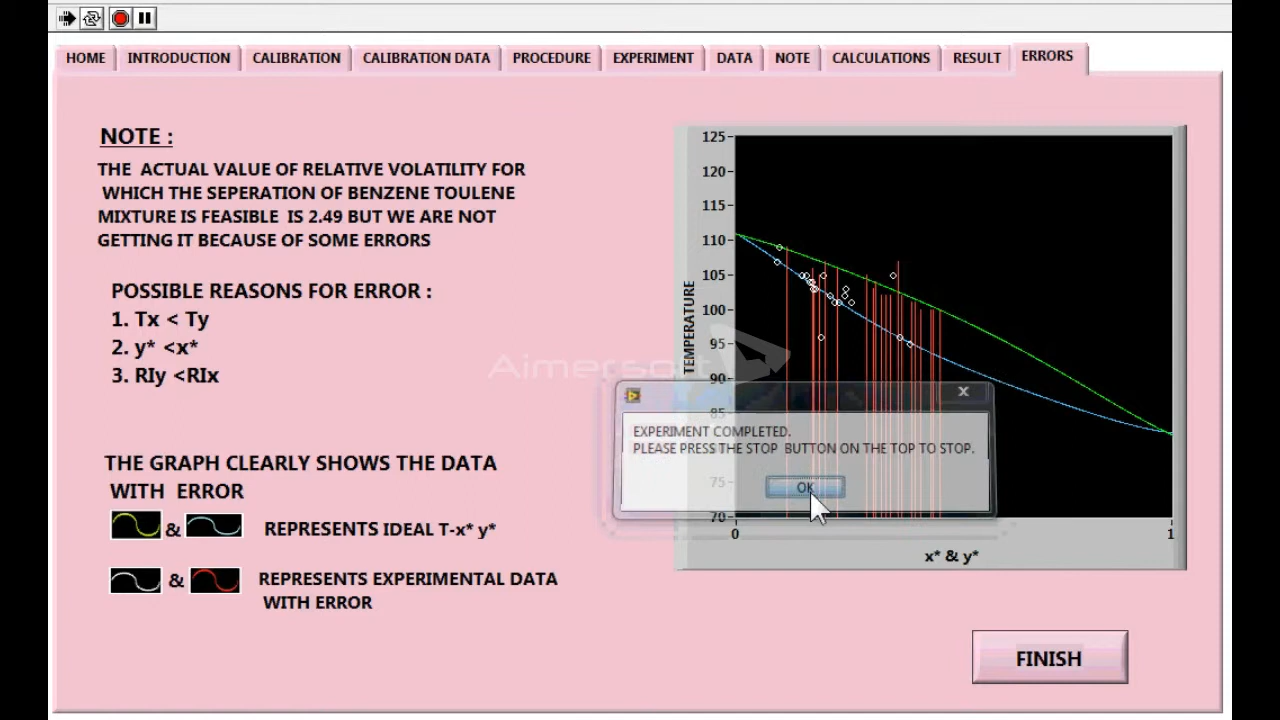 HOME INTRODUCTION CALIBRATION CALIBRATION DATA PROCEDURE EXPERIMENT DATA NOTE CALCULATIONS RESULT ERRORS
NOTE :
THE ACTUAL VALUE OF RELATIVE VOLATILITY FOR
WHICH THE SEPERATION OF BENZENE TOULENE
MIXTURE IS FEASIBLE IS 2.49 BUT WE ARE NOT
GETTING IT BECAUSE OF SOME ERRORS
POSSIBLE REASONS FOR ERROR :
1. Tx < Ty
2. y* <x*
3. RIy <RIx
THE GRAPH CLEARLY SHOWS THE DATA
WITH ERROR
& REPRESENTS IDEAL T-x* y*
& REPRESENTS EXPERIMENTAL DATA
WITH ERROR
TEMPERATURE
125
120
115
110
105
100
95
90
85
75
70
0 1
x* & y*
Aimersoft
EXPERIMENT COMPLETED.
PLEASE PRESS THE STOP BUTTON ON THE TOP TO STOP.
OK
FINISH